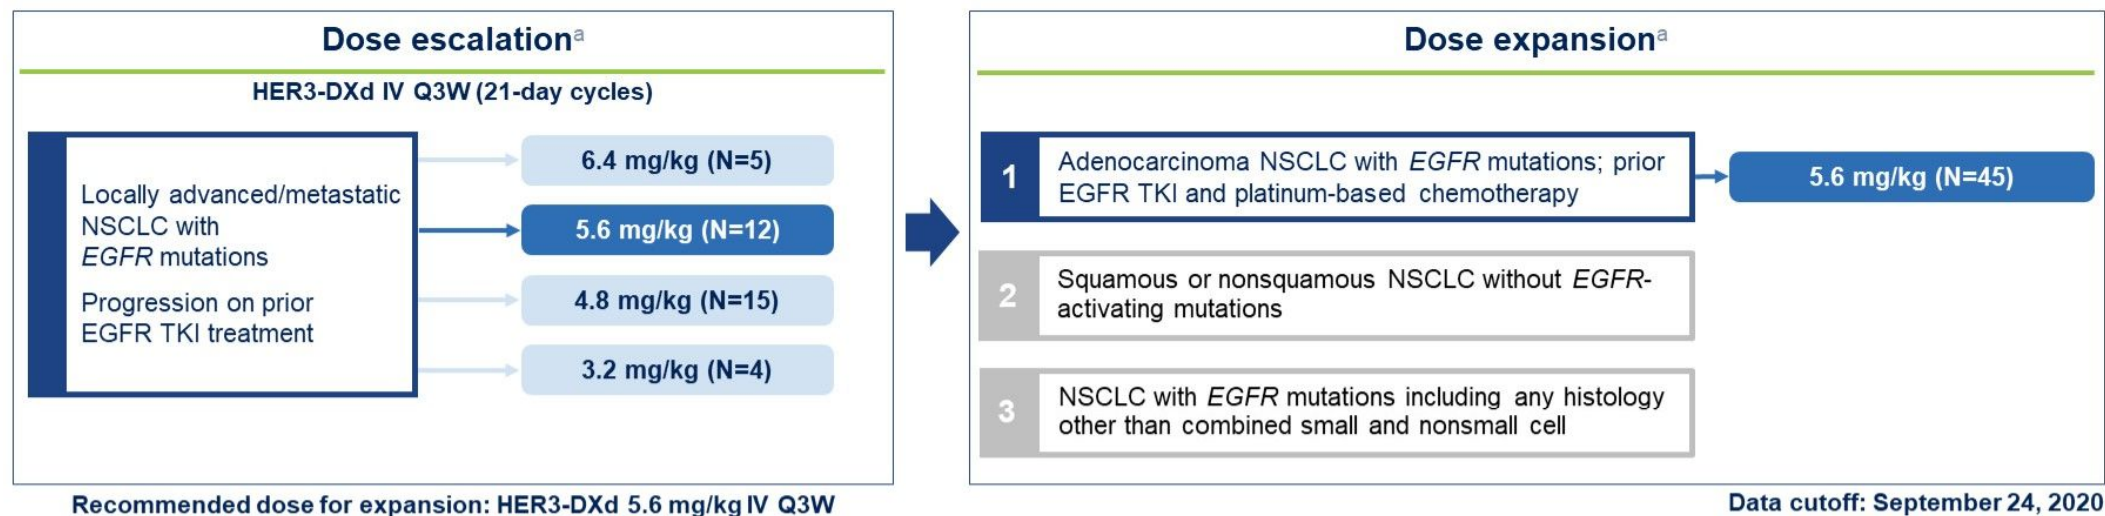 Dose escalationa
HER3-DXd IV Q3W (21-day cycles)
Locally advanced/metastatic
NSCLC with
EGFR mutations
Progression on prior
EGFR TKI treatment
6.4 mg/kg (N=5)
5.6 mg/kg (N=12)
4.8 mg/kg (N=15)
3.2 mg/kg (N=4)
Recommended dose for expansion: HER3-DXd 5.6 mg/kg IV Q3W
Dose expansiona
1
Adenocarcinoma NSCLC with EGFR mutations; prior
EGFR TKI and platinum-based chemotherapy
5.6 mg/kg (N=45)
2
Squamous or nonsquamous NSCLC without EGFR-
activating mutations
3
NSCLC with EGFR mutations including any histology
other than combined small and nonsmall cell
Data cutoff: September 24, 2020